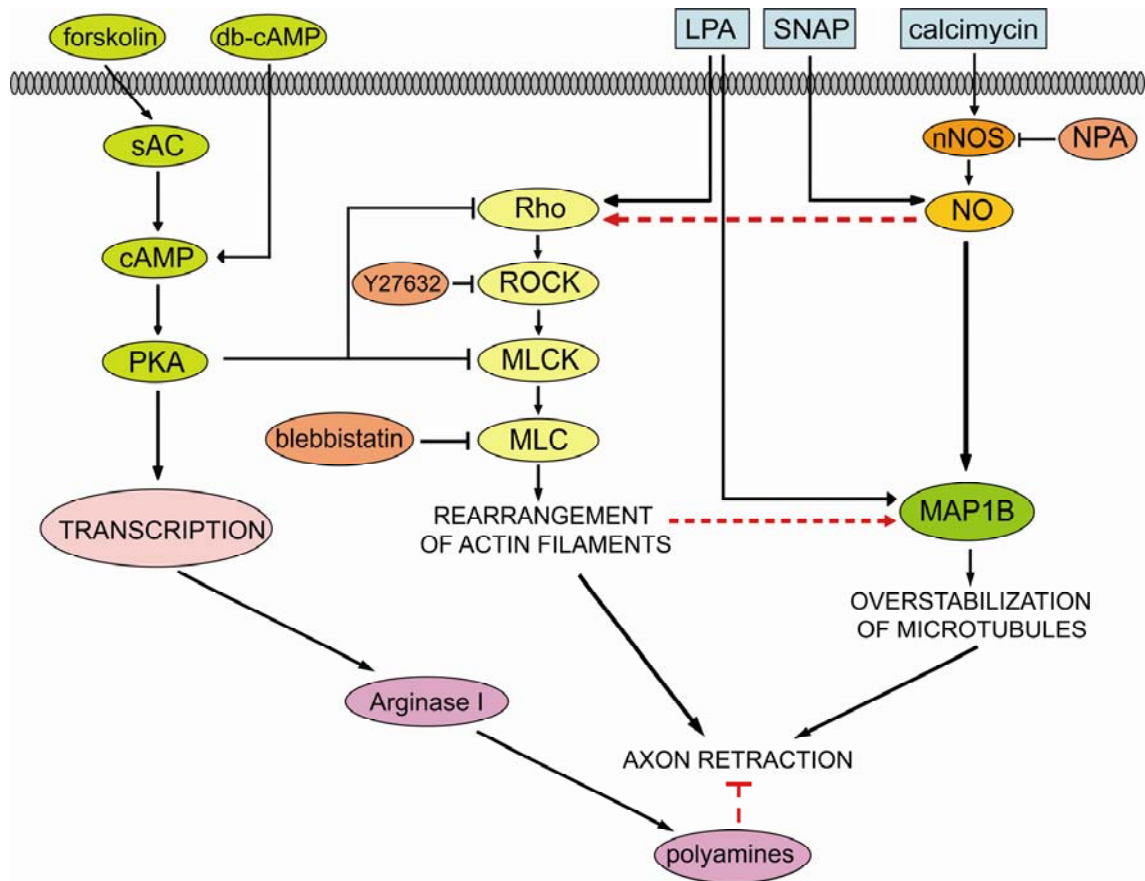 forskolin
db-cAMP
LPA
SNAP
calcimycin
sAC
nNOS
NPA
Rho
NO
cAMP
Y27632
ROCK
PKA
MLCK
blebbistatin
MLC
TRANSCRIPTION
REARRANGEMENT
OF ACTIN FILAMENTS
MAP1B
OVERSTABILIZATION
OF MICROTUBULES
Arginase I
AXON RETRACTION
polyamines